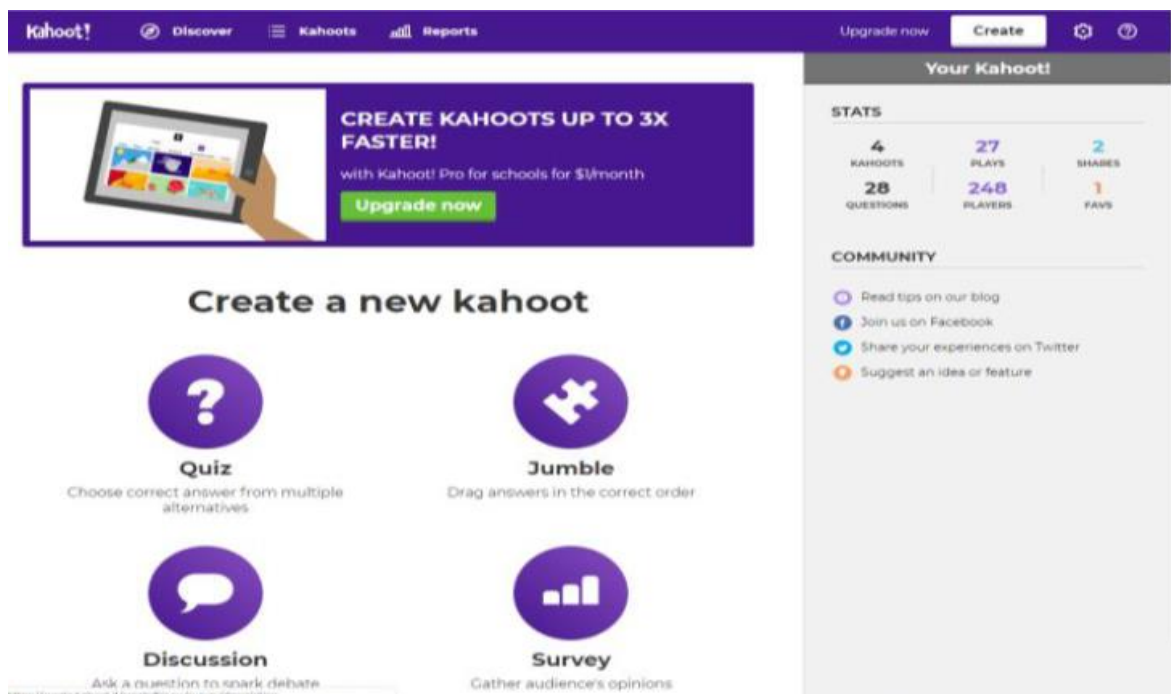 Kahoot! Discover Kahoots Reports Upgrade now Create
CREATE KAHOOTS UP TO 3X
FASTER!
with Kahoot! Pro for schools for $1/month
Upgrade now
Create a new kahoot
Quiz
Choose correct answer from multiple
alternatives
Jumble
Drag answers in the correct order
Discussion
Ask a question to spark debate
Survey
Gather audience's opinions
Your Kahoot!
STATS
4 27 2
KAHOOTS PLAYS SHARES
28 248 1
QUESTIONS PLAYERS FAVS
COMMUNITY
Read tips on our blog
Join us on Facebook
Share your experiences on Twitter
Suggest an idea or feature